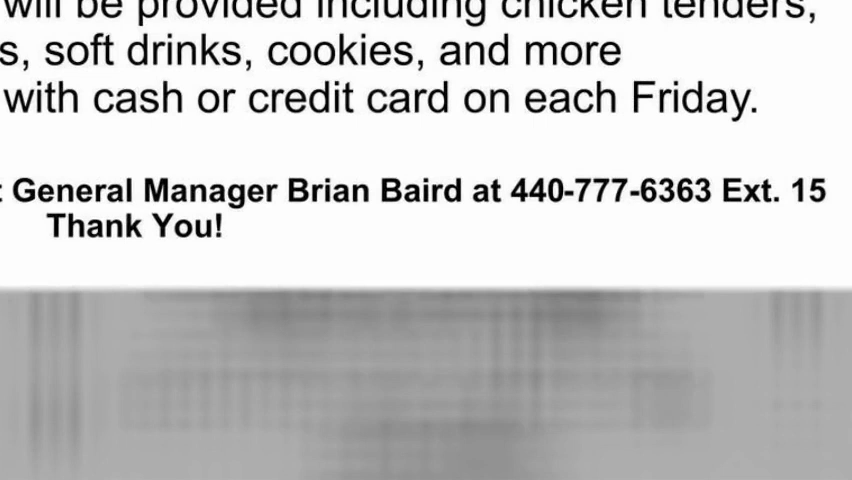 will be provided including chicken tenders,
s, soft drinks, cookies, and more
with cash or credit card on each Friday.
: General Manager Brian Baird at 440-777-6363 Ext. 15
Thank You!